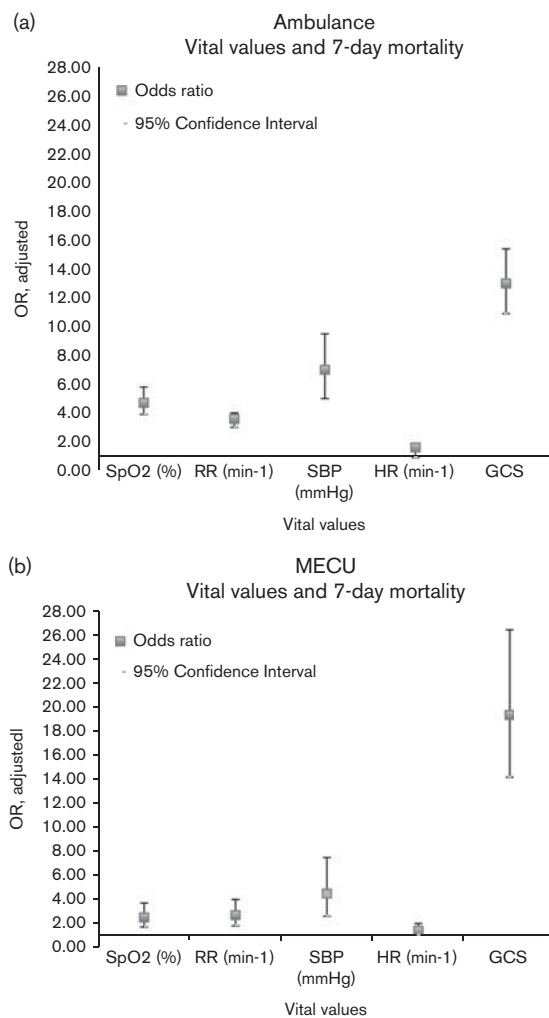 (a)
Ambulance
Vital values and 7-day mortality
28.00
26.00
24.00
22.00
20.00
18.00
16.00
14.00
12.00
10.00
8.00
6.00
4.00
2.00
0.00
OR, adjusted
Odds ratio
95% Confidence Interval
SpO2 (%) RR (min-1) SBP (mmHg) HR (min-1) GCS
Vital values
(b)
MECU
Vital values and 7-day mortality
28.00
26.00
24.00
22.00
20.00
18.00
16.00
14.00
12.00
10.00
8.00
6.00
4.00
2.00
0.00
OR, adjustedl
Odds ratio
95% Confidence Interval
SpO2 (%) RR (min-1) SBP (mmHg) HR (min-1) GCS
Vital values